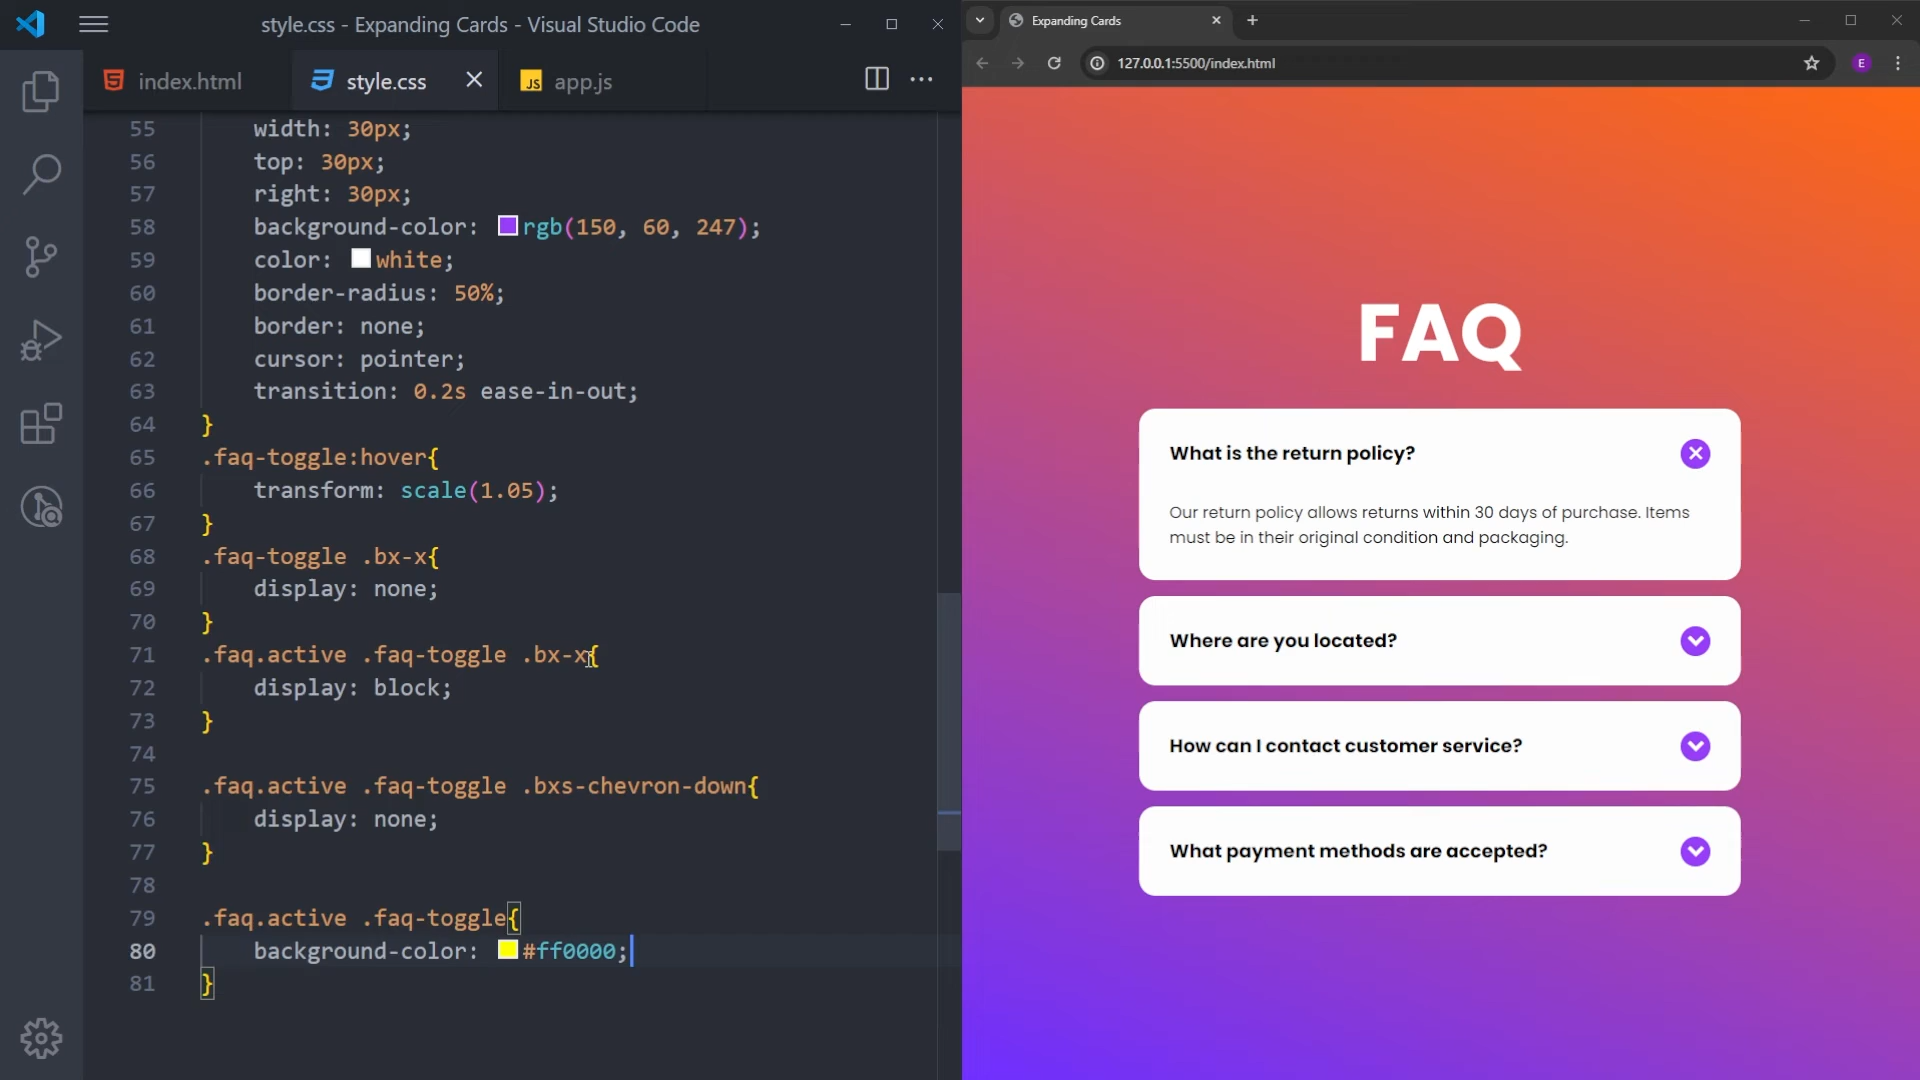 style.css - Expanding Cards - Visual Studio Code
index.html
style.css
JS app.js
55 width: 30px;
56 top: 30px;
57 right: 30px;
58 background-color: rgb(150, 60, 247);
59 color: white;
60 border-radius: 50%;
61 border: none;
62 cursor: pointer;
63 transition: 0.2s ease-in-out;
64 }
65 .faq-toggle:hover{
66 transform: scale(1.05);
67 }
68 .faq-toggle .bx-x{
69 display: none;
70 }
71 .faq.active .faq-toggle .bx-x{
72 display: block;
73 }
74
75 .faq.active .faq-toggle .bxs-chevron-down{
76 display: none;
77 }
78
79 .faq.active .faq-toggle{
80 background-color: #ff0000;
81 }
Expanding Cards
127.0.0.1:5500/index.html
E
FAQ
What is the return policy?
Our return policy allows returns within 30 days of purchase. Items
must be in their original condition and packaging.
Where are you located?
How can I contact customer service?
What payment methods are accepted?